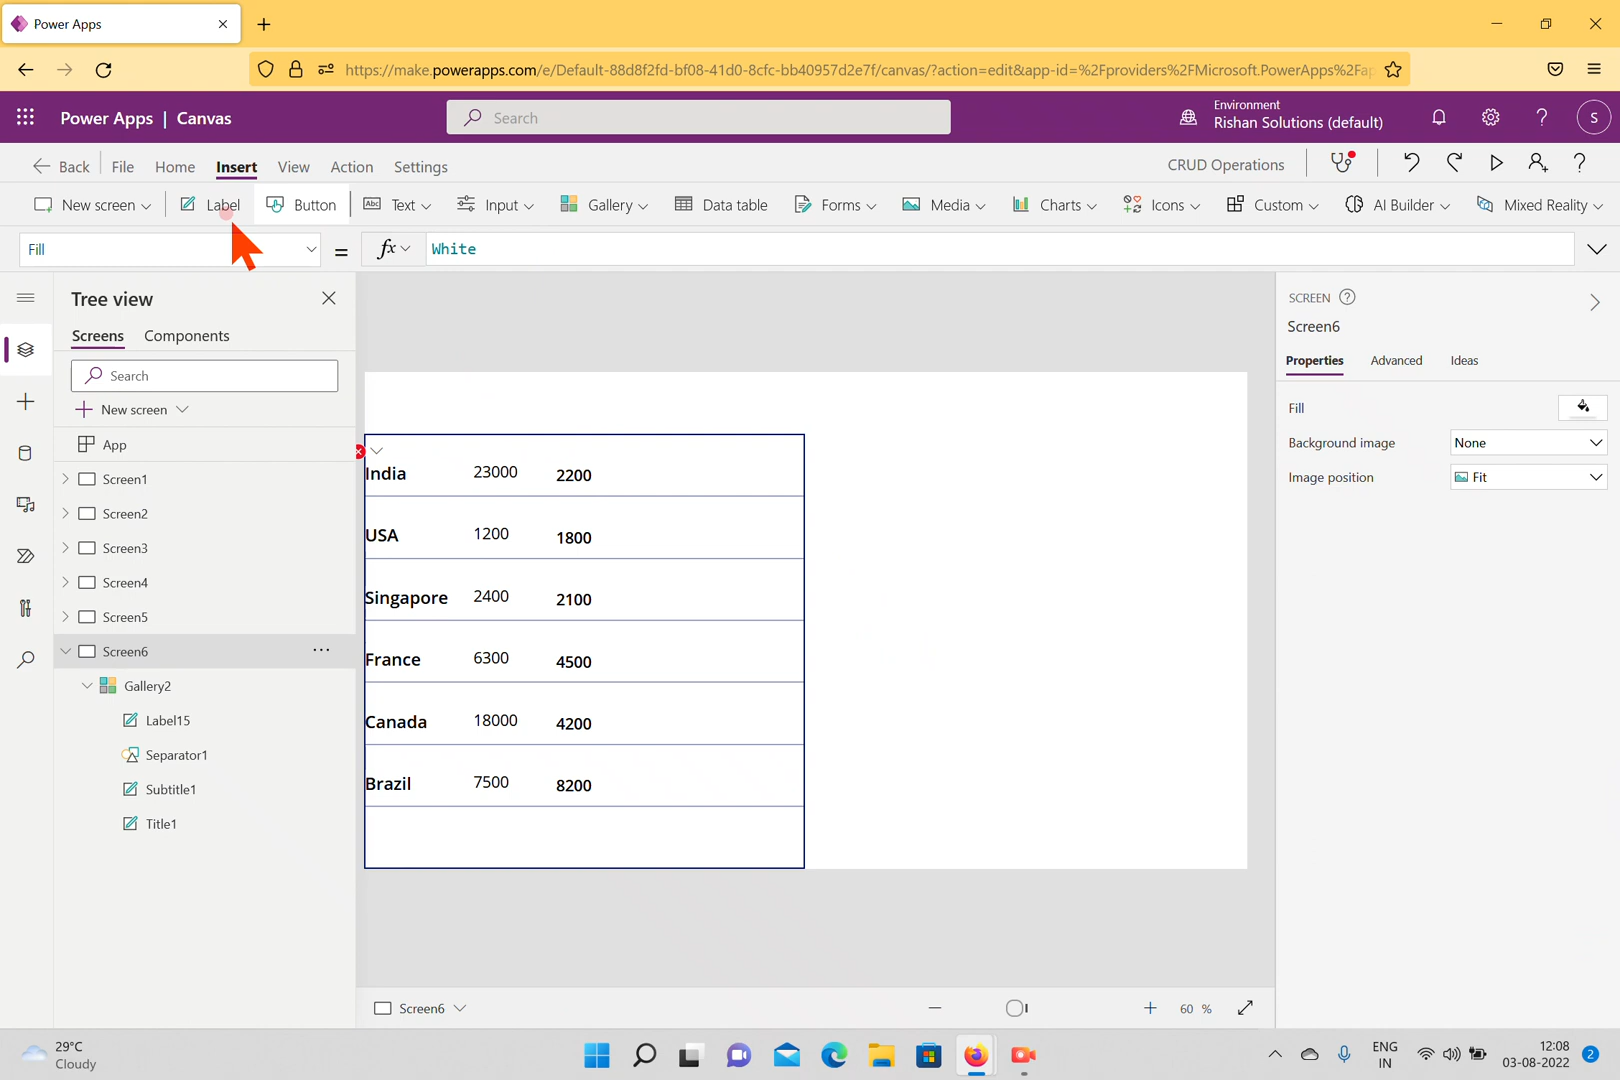 Power Apps
https://make.powerapps.com/e/Default-88d8f2fd-bf08-41d0-8cfc-bb40957d2e7f/canvas/?action=edit&app-id=%2Fproviders%2FMicrosoft.PowerApps%2Fap
Power Apps | Canvas
Search
Environment
Rishan Solutions (default)
S
Back File Home Insert View Action Settings
CRUD Operations
New screen Label Button Text Input Gallery Data table Forms Media Charts Icons Custom AI Builder Mixed Reality
Fill = fx White
Tree view
Screens Components
Search
New screen
App
Screen1
Screen2
Screen3
Screen4
Screen5
Screen6
Gallery2
Label15
Separator1
Subtitle1
Title1
India 23000 2200
USA 1200 1800
Singapore 2400 2100
France 6300 4500
Canada 18000 4200
Brazil 7500 8200
Screen6
60 %
SCREEN
Screen6
Properties Advanced Ideas
Fill
Background image None
Image position Fit
29°C
Cloudy
ENG
IN
12:08
03-08-2022
2